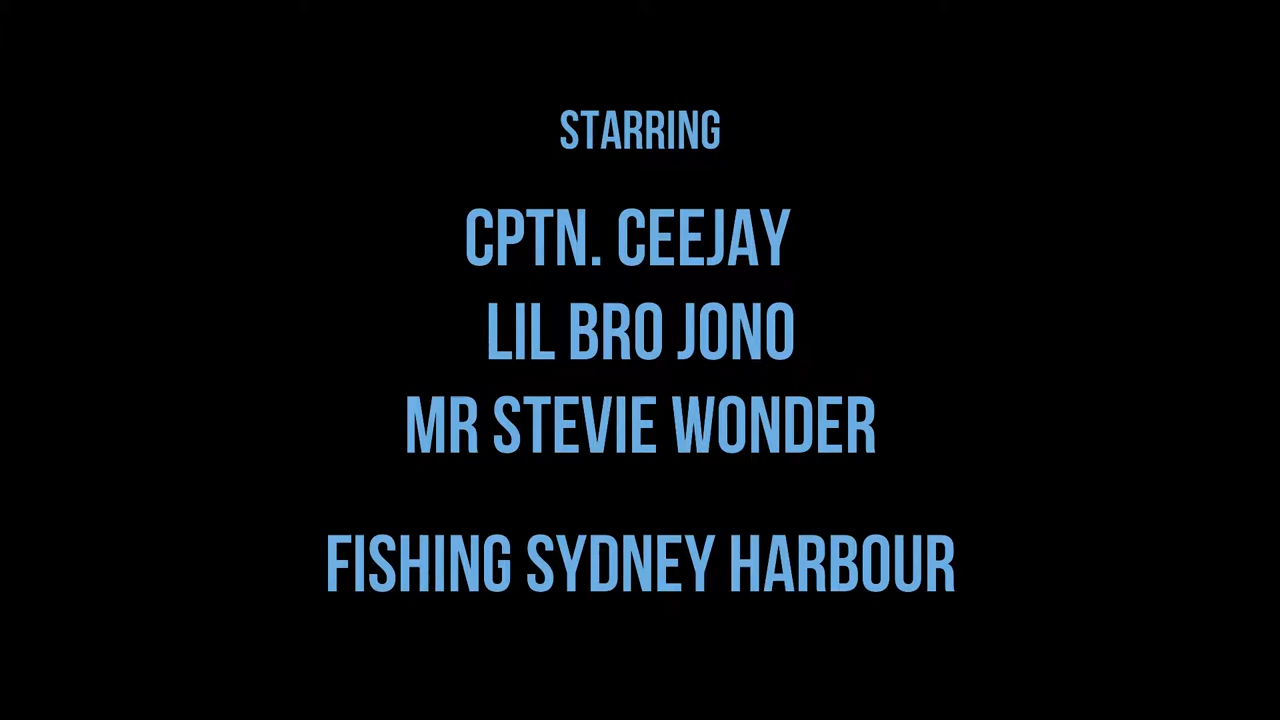 STARRING
CPTN. CEEJAY
LIL BRO JONO
MR STEVIE WONDER
FISHING SYDNEY HARBOUR